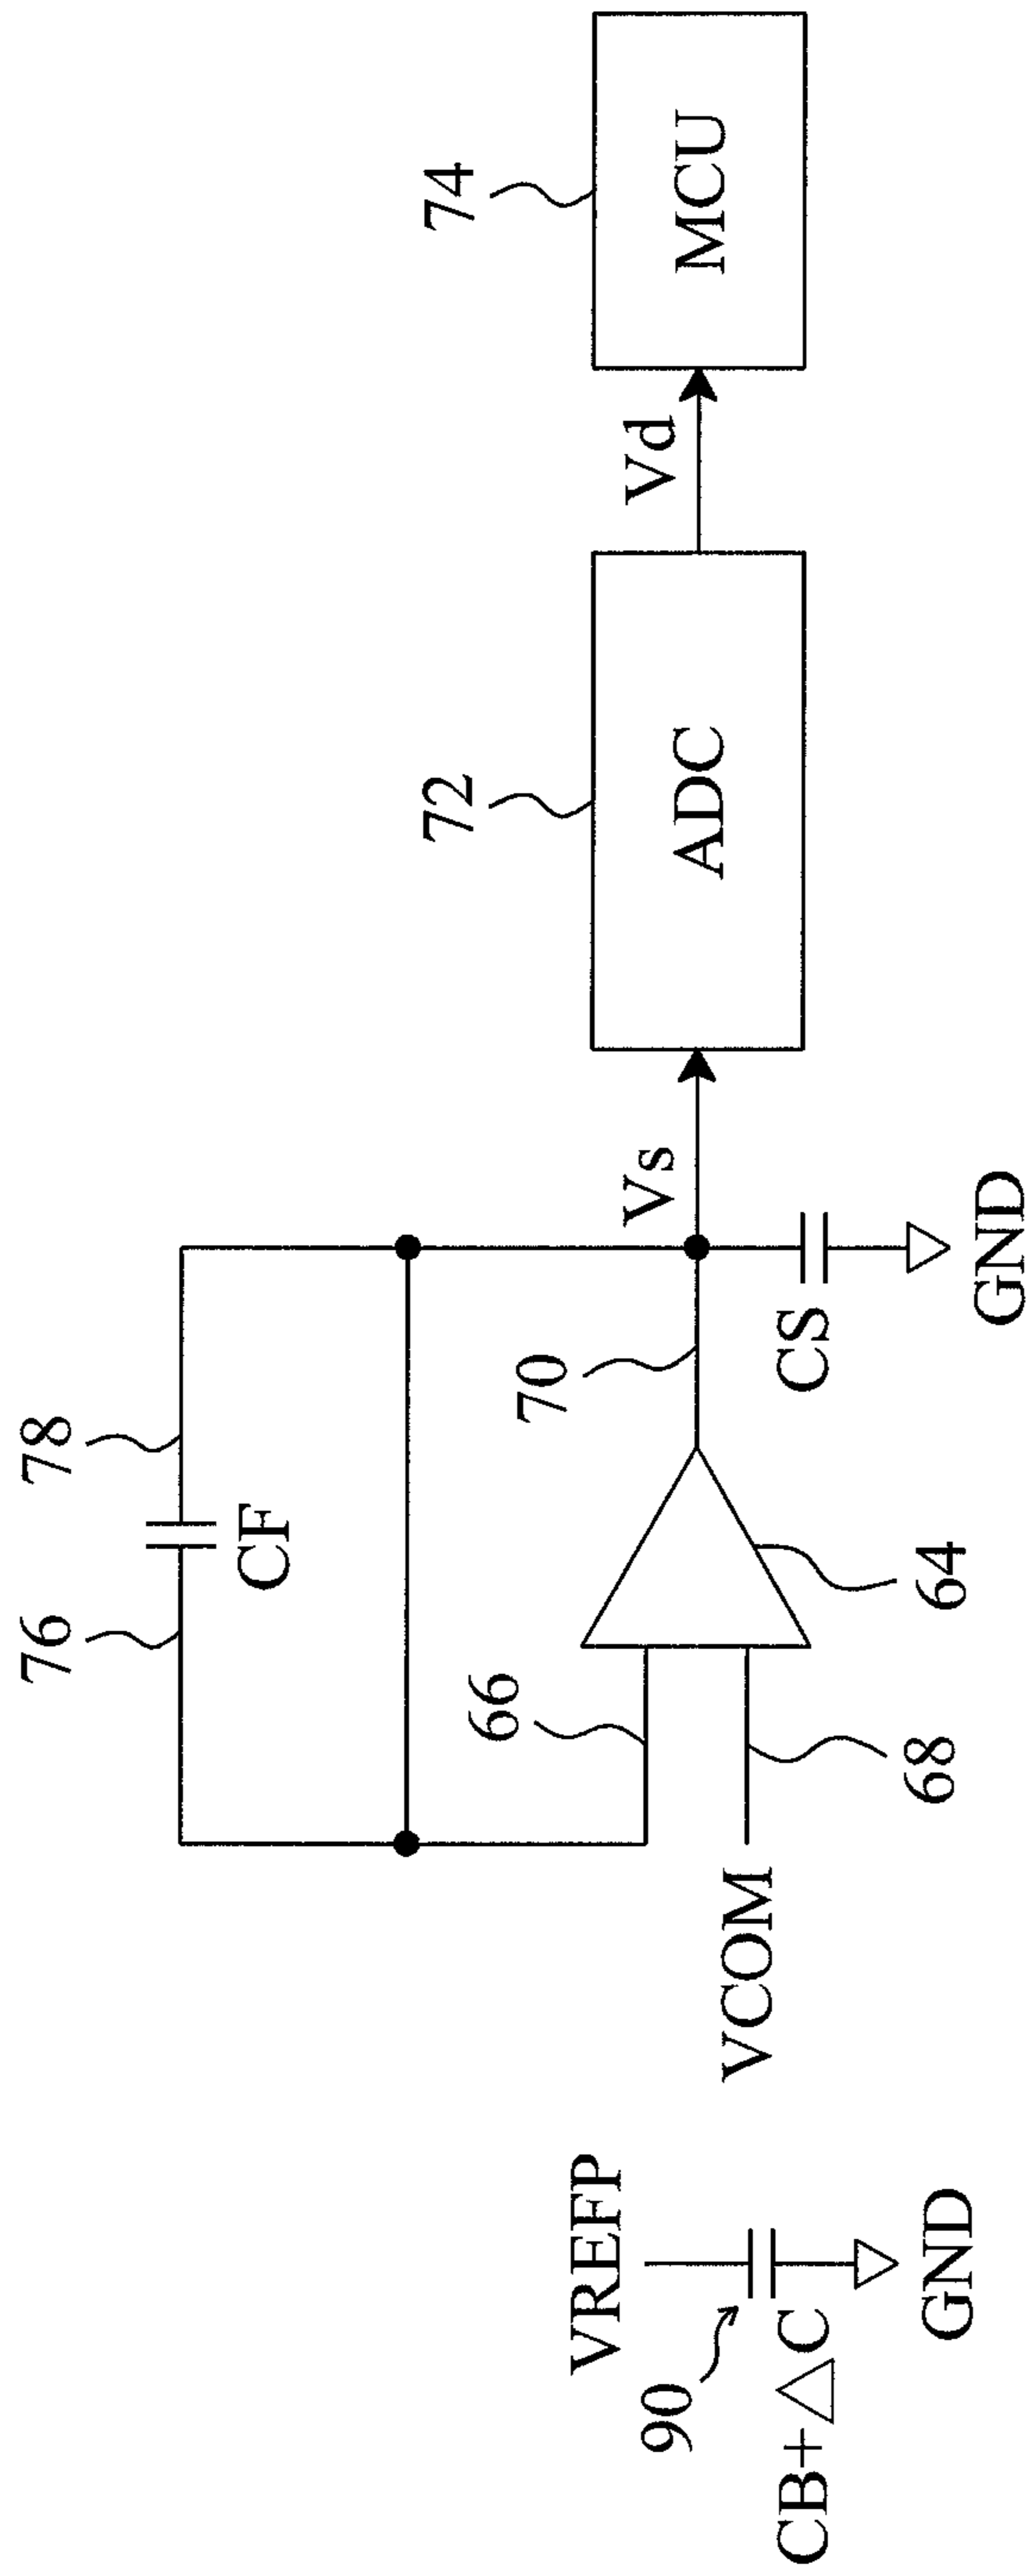 76
78
CF
VREFP
90
CB+△C
GND
VCOM
66
68
64
70
Vs
CS
GND
72
ADC
Vd
74
MCU